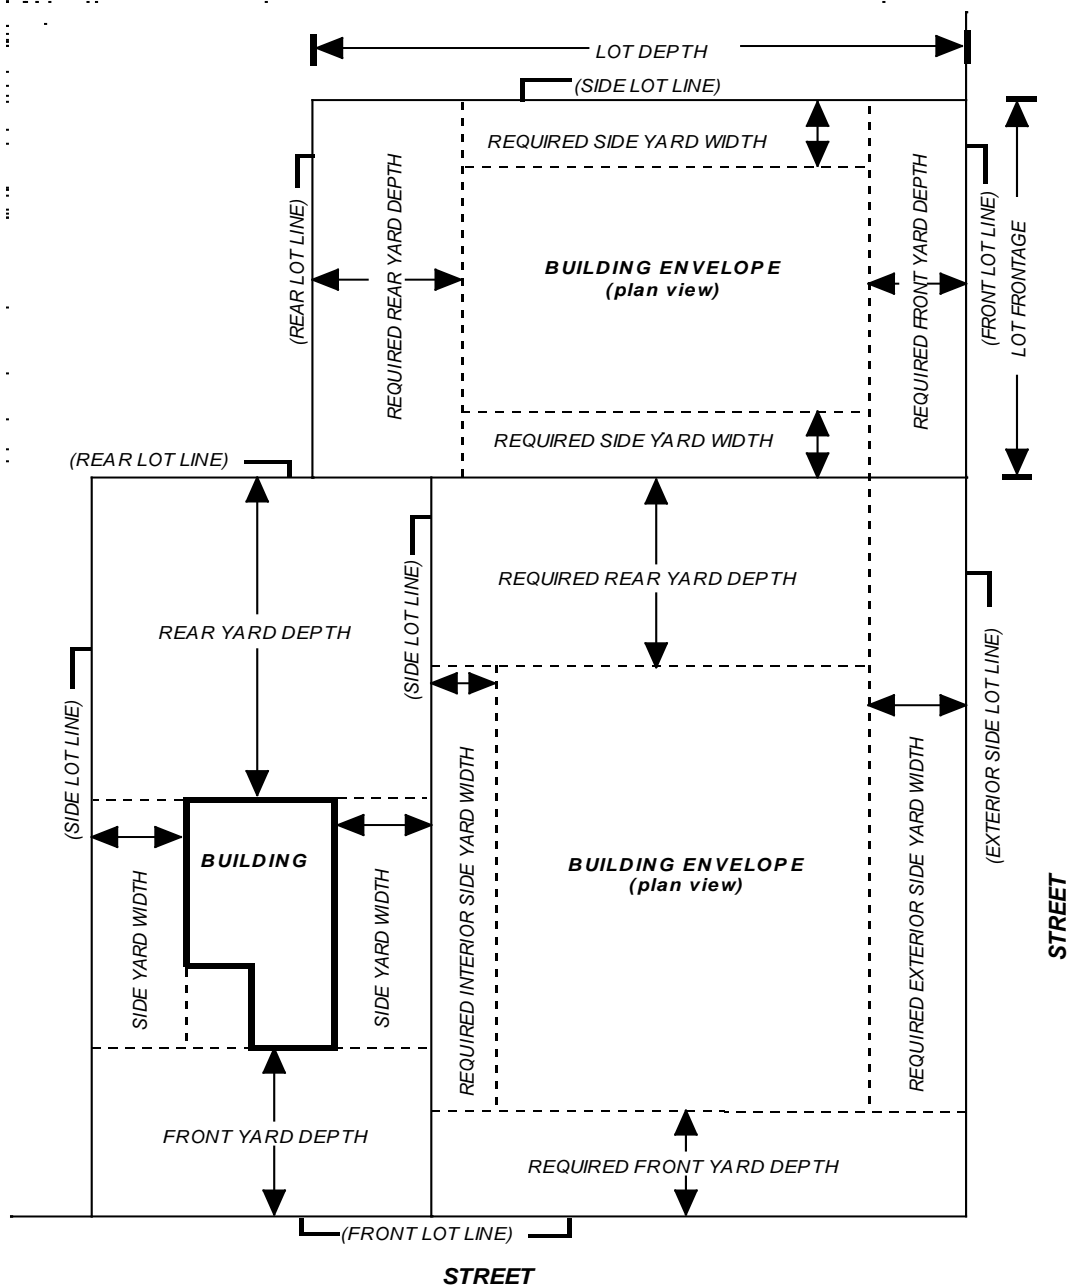 LOT DEPTH
(SIDE LOT LINE)
REQUIRED SIDE YARD WIDTH
(REAR LOT LINE)
REQUIRED REAR YARD DEPTH
BUILDING ENVELOPE
(plan view)
REQUIRED FRONT YARD DEPTH
(FRONT LOT LINE)
LOT FRONTAGE
REQUIRED SIDE YARD WIDTH
(REAR LOT LINE)
(SIDE LOT LINE)
REAR YARD DEPTH
(SIDE LOT LINE)
REQUIRED REAR YARD DEPTH
(EXTERIOR SIDE LOT LINE)
BUILDING
SIDE YARD WIDTH
SIDE YARD WIDTH
REQUIRED INTERIOR SIDE YARD WIDTH
BUILDING ENVELOPE
(plan view)
REQUIRED EXTERIOR SIDE YARD WIDTH
STREET
FRONT YARD DEPTH
REQUIRED FRONT YARD DEPTH
(FRONT LOT LINE)
STREET